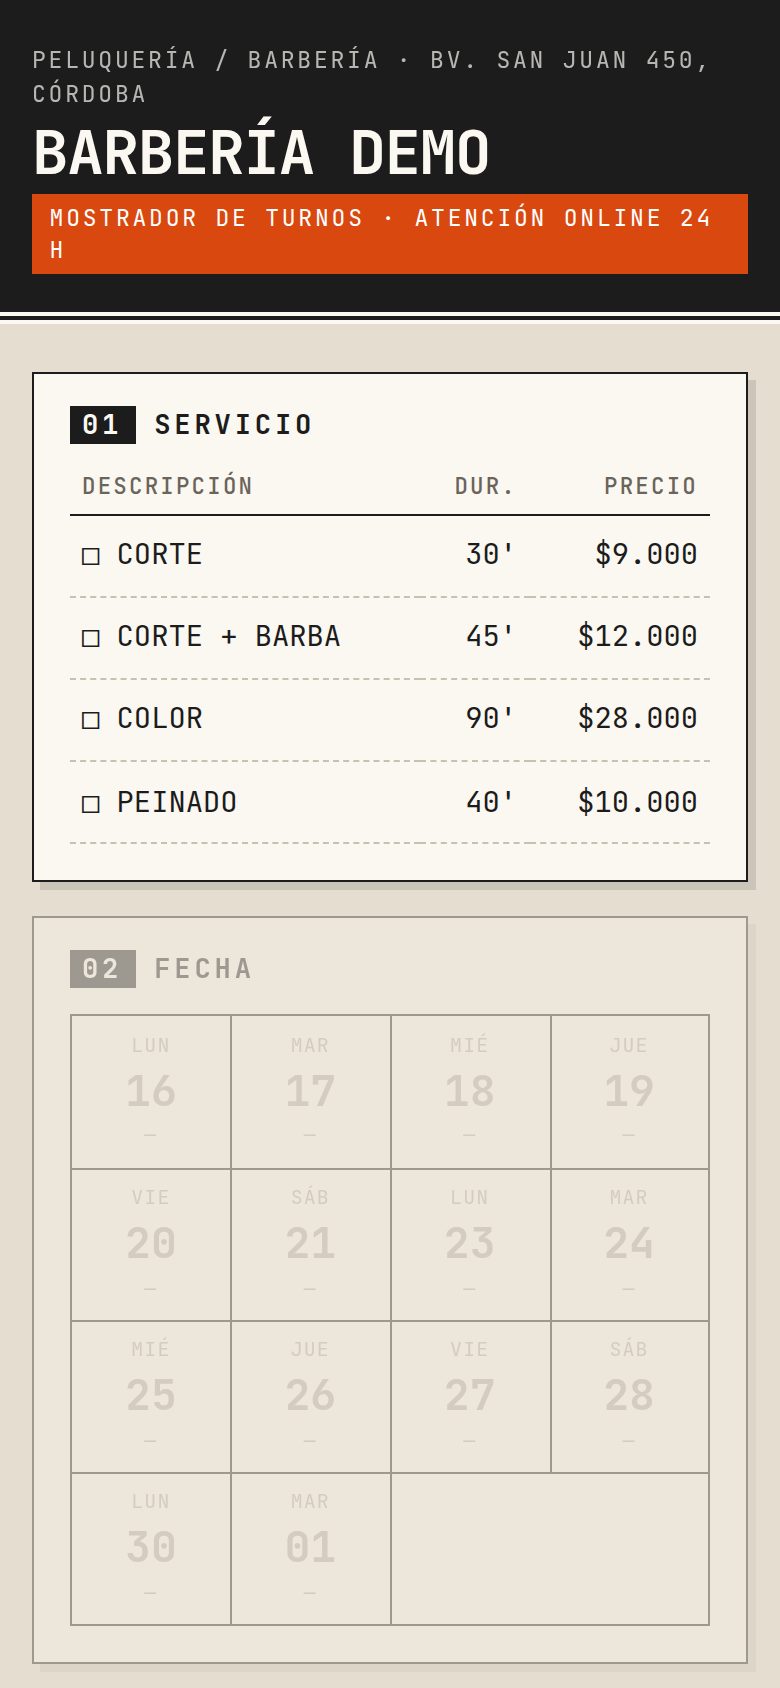 PELUQUERÍA / BARBERÍA · BV. SAN JUAN 450,
CÓRDOBA
BARBERÍA DEMO
MOSTRADOR DE TURNOS · ATENCIÓN ONLINE 24
H
01 SERVICIO
DESCRIPCIÓN DUR. PRECIO
□ CORTE 30' $9.000
□ CORTE + BARBA 45' $12.000
□ COLOR 90' $28.000
□ PEINADO 40' $10.000
02 FECHA
LUN MAR MIÉ JUE
16 17 18 19
— — — —
VIE SÁB LUN MAR
20 21 23 24
— — — —
MIÉ JUE VIE SÁB
25 26 27 28
— — — —
LUN MAR
30 01
— —